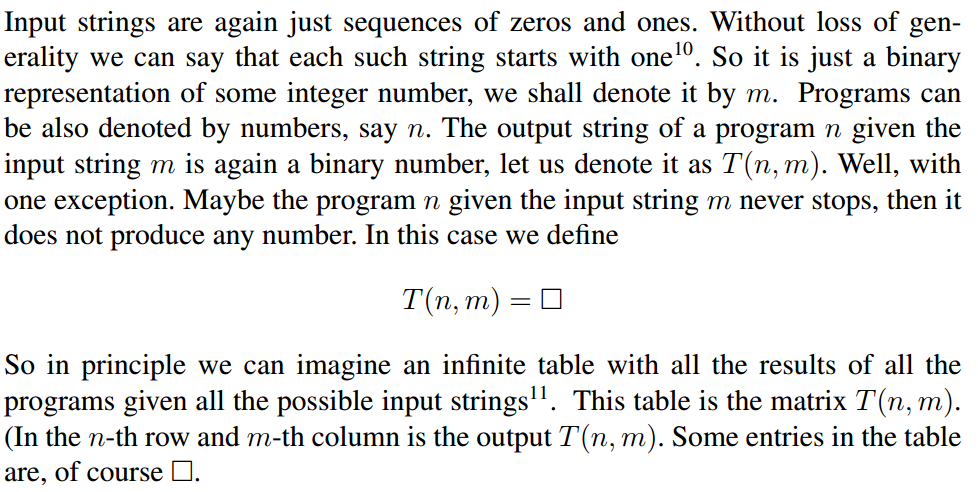 Input strings are again just sequences of zeros and ones. Without loss of gen-
erality we can say that each such string starts with one¹⁰. So it is just a binary
representation of some integer number, we shall denote it by m. Programs can
be also denoted by numbers, say n. The output string of a program n given the
input string m is again a binary number, let us denote it as T(n, m). Well, with
one exception. Maybe the program n given the input string m never stops, then it
does not produce any number. In this case we define
T(n, m) = □
So in principle we can imagine an infinite table with all the results of all the
programs given all the possible input strings¹¹. This table is the matrix T(n, m).
(In the n-th row and m-th column is the output T(n, m). Some entries in the table
are, of course □.